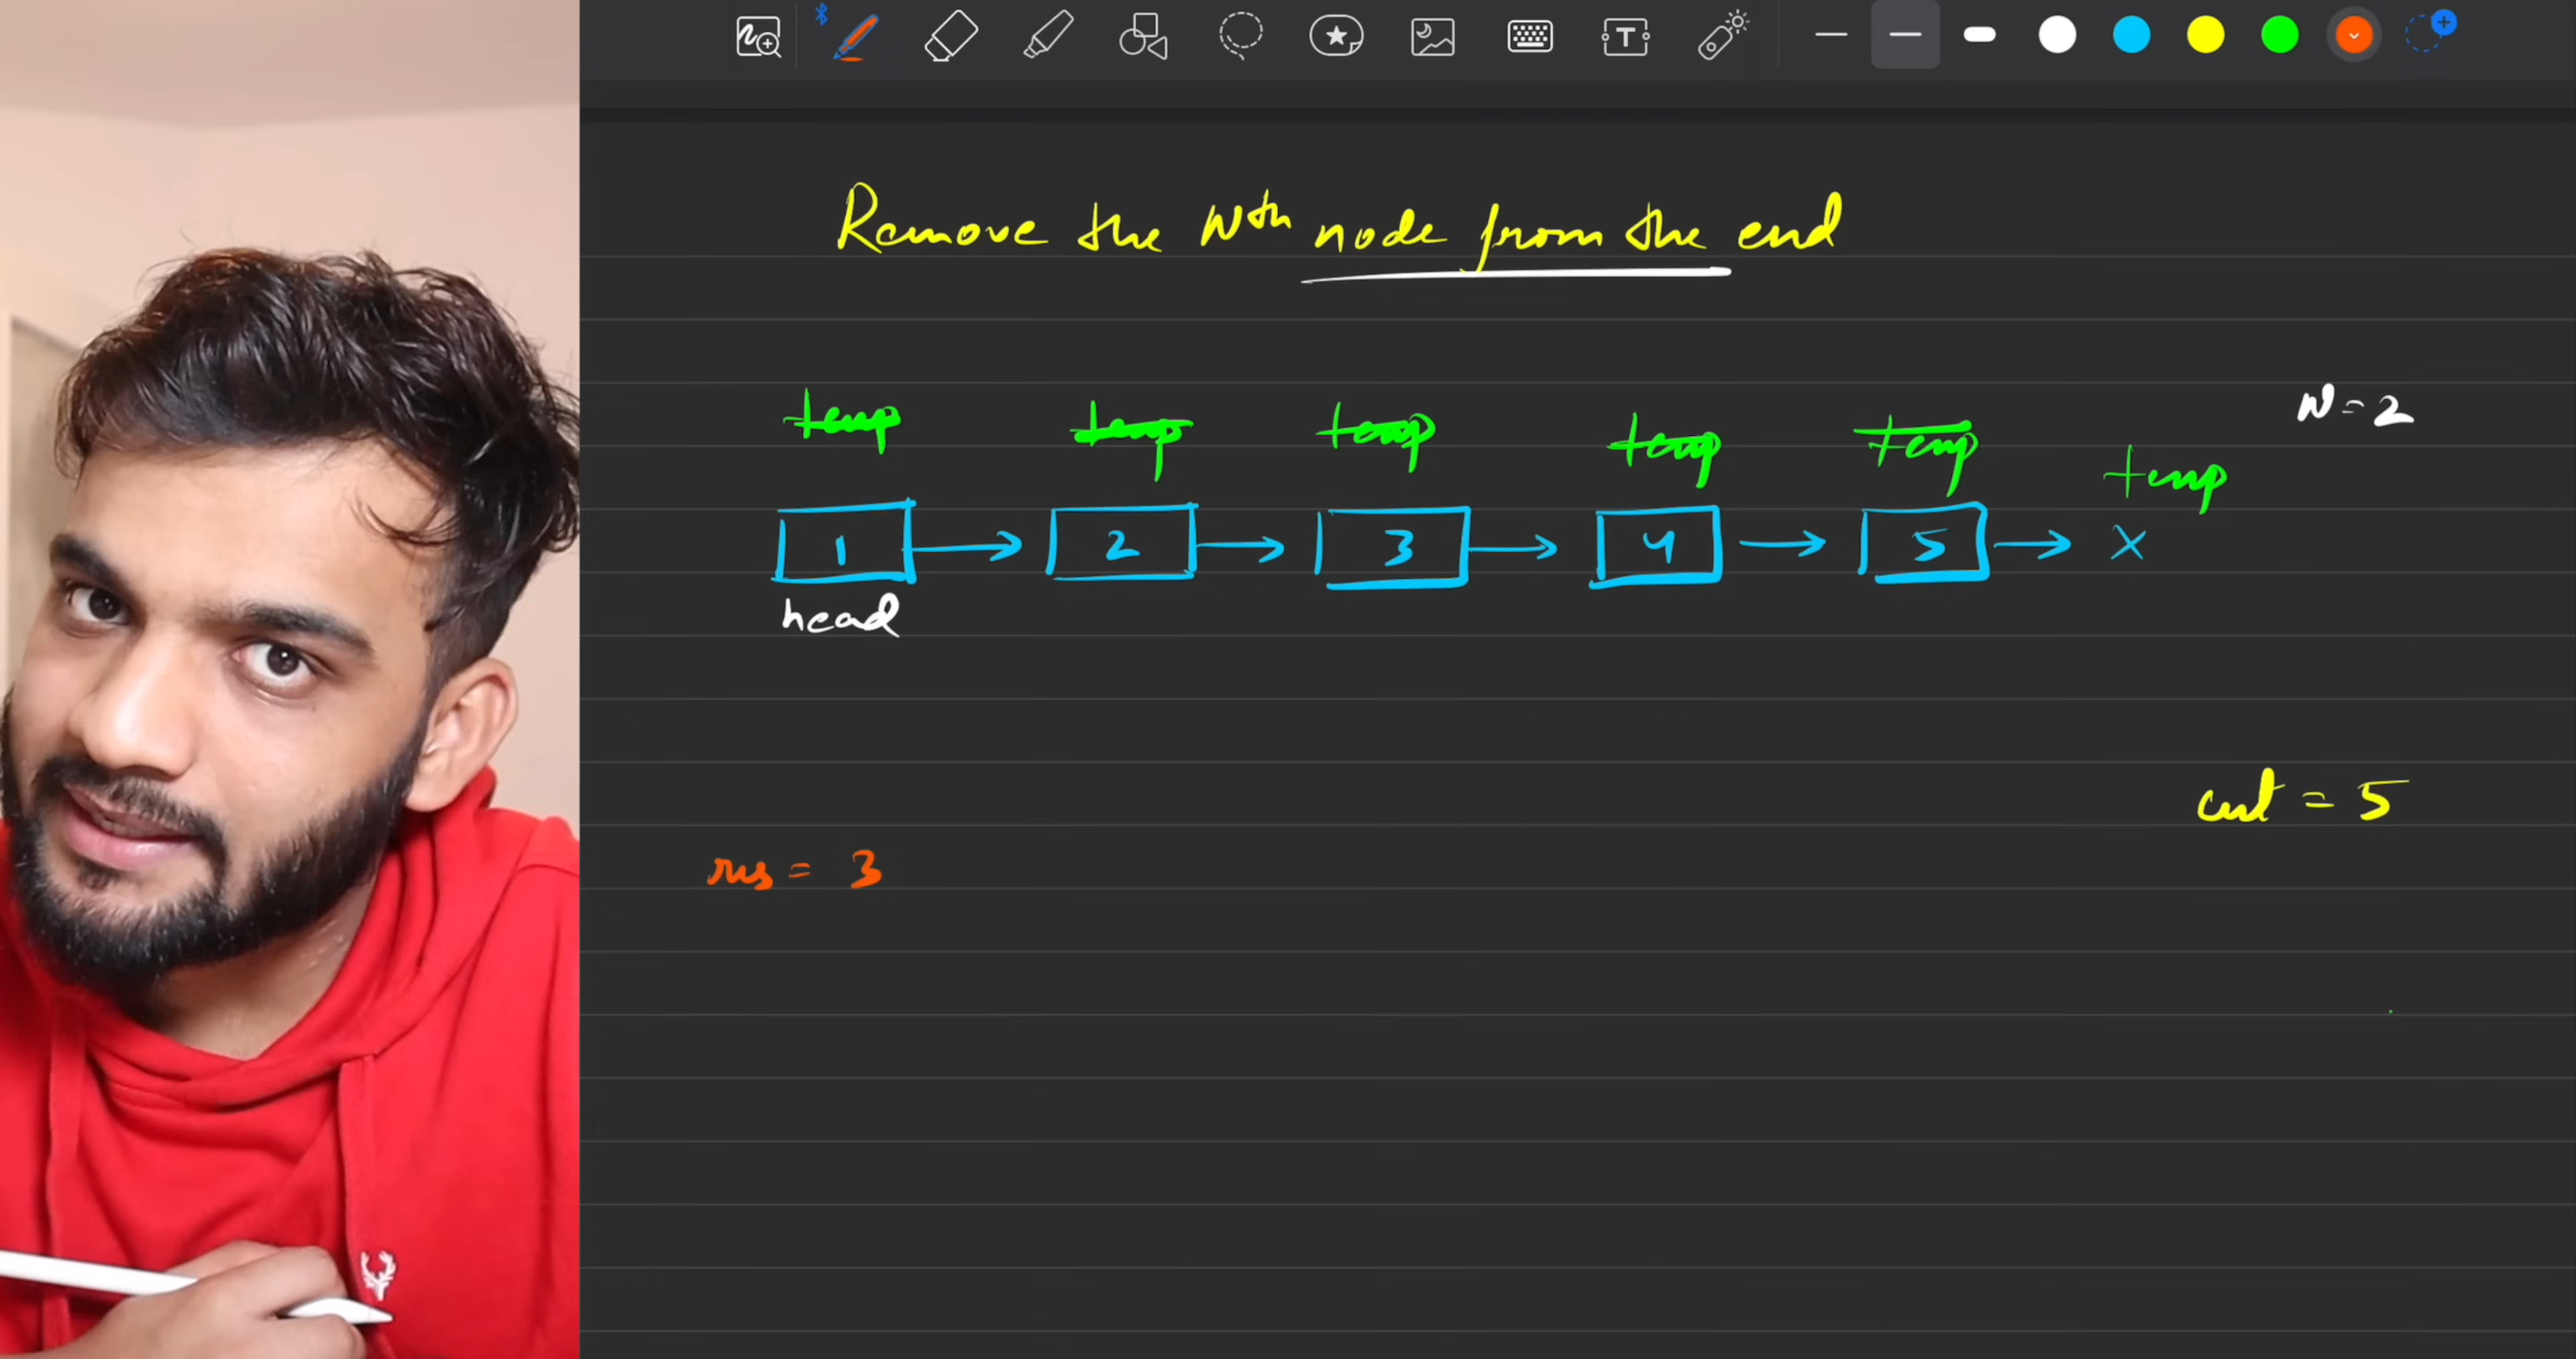 Remove the Nth node from the end
N = 2
temp temp temp temp temp temp
1 → 2 → 3 → 4 → 5 → X
head
cnt = 5
res = 3